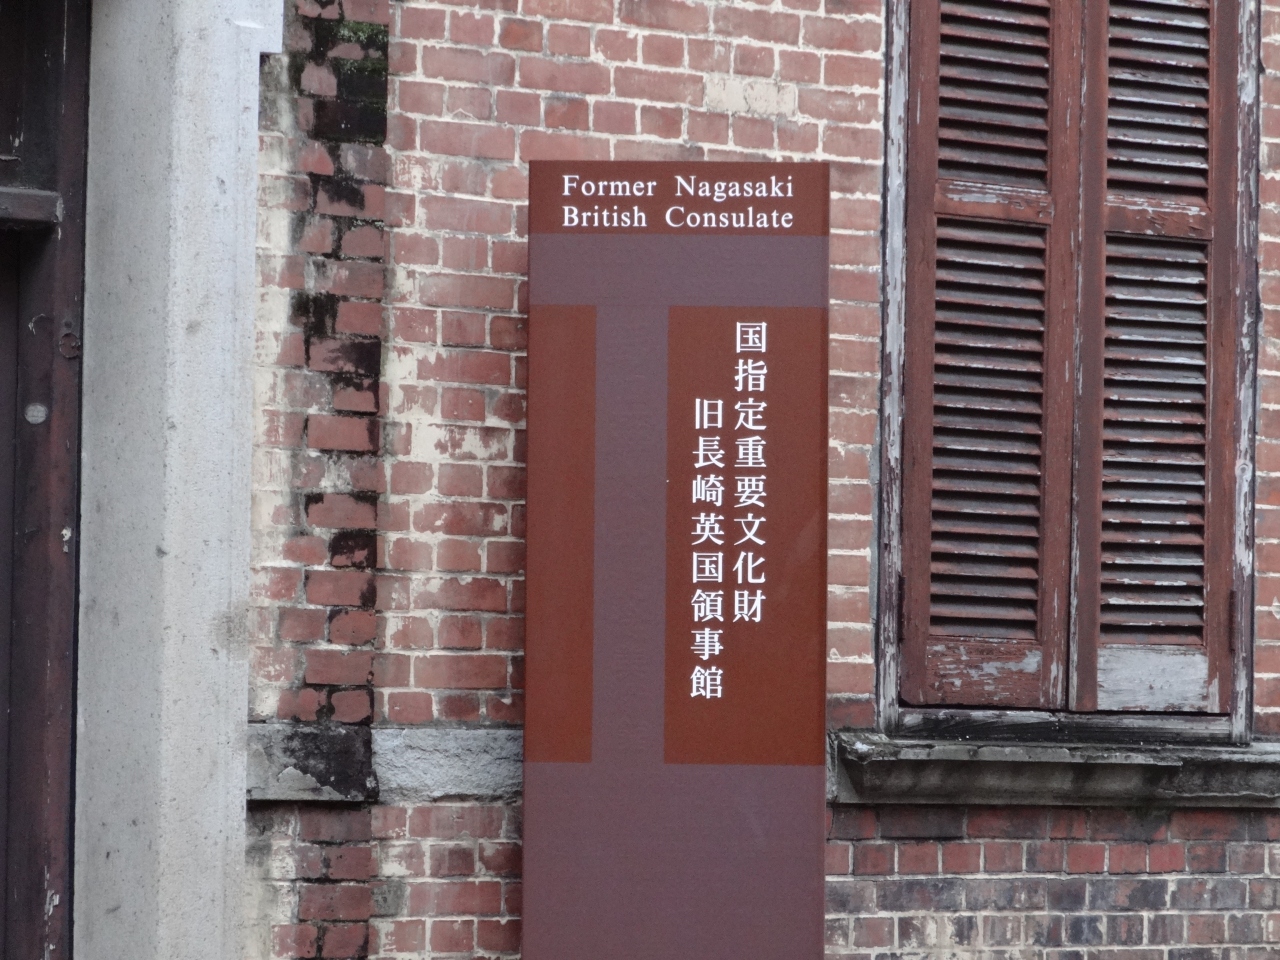 Former Nagasaki
British Consulate
国指定重要文化財
旧長崎英国領事館